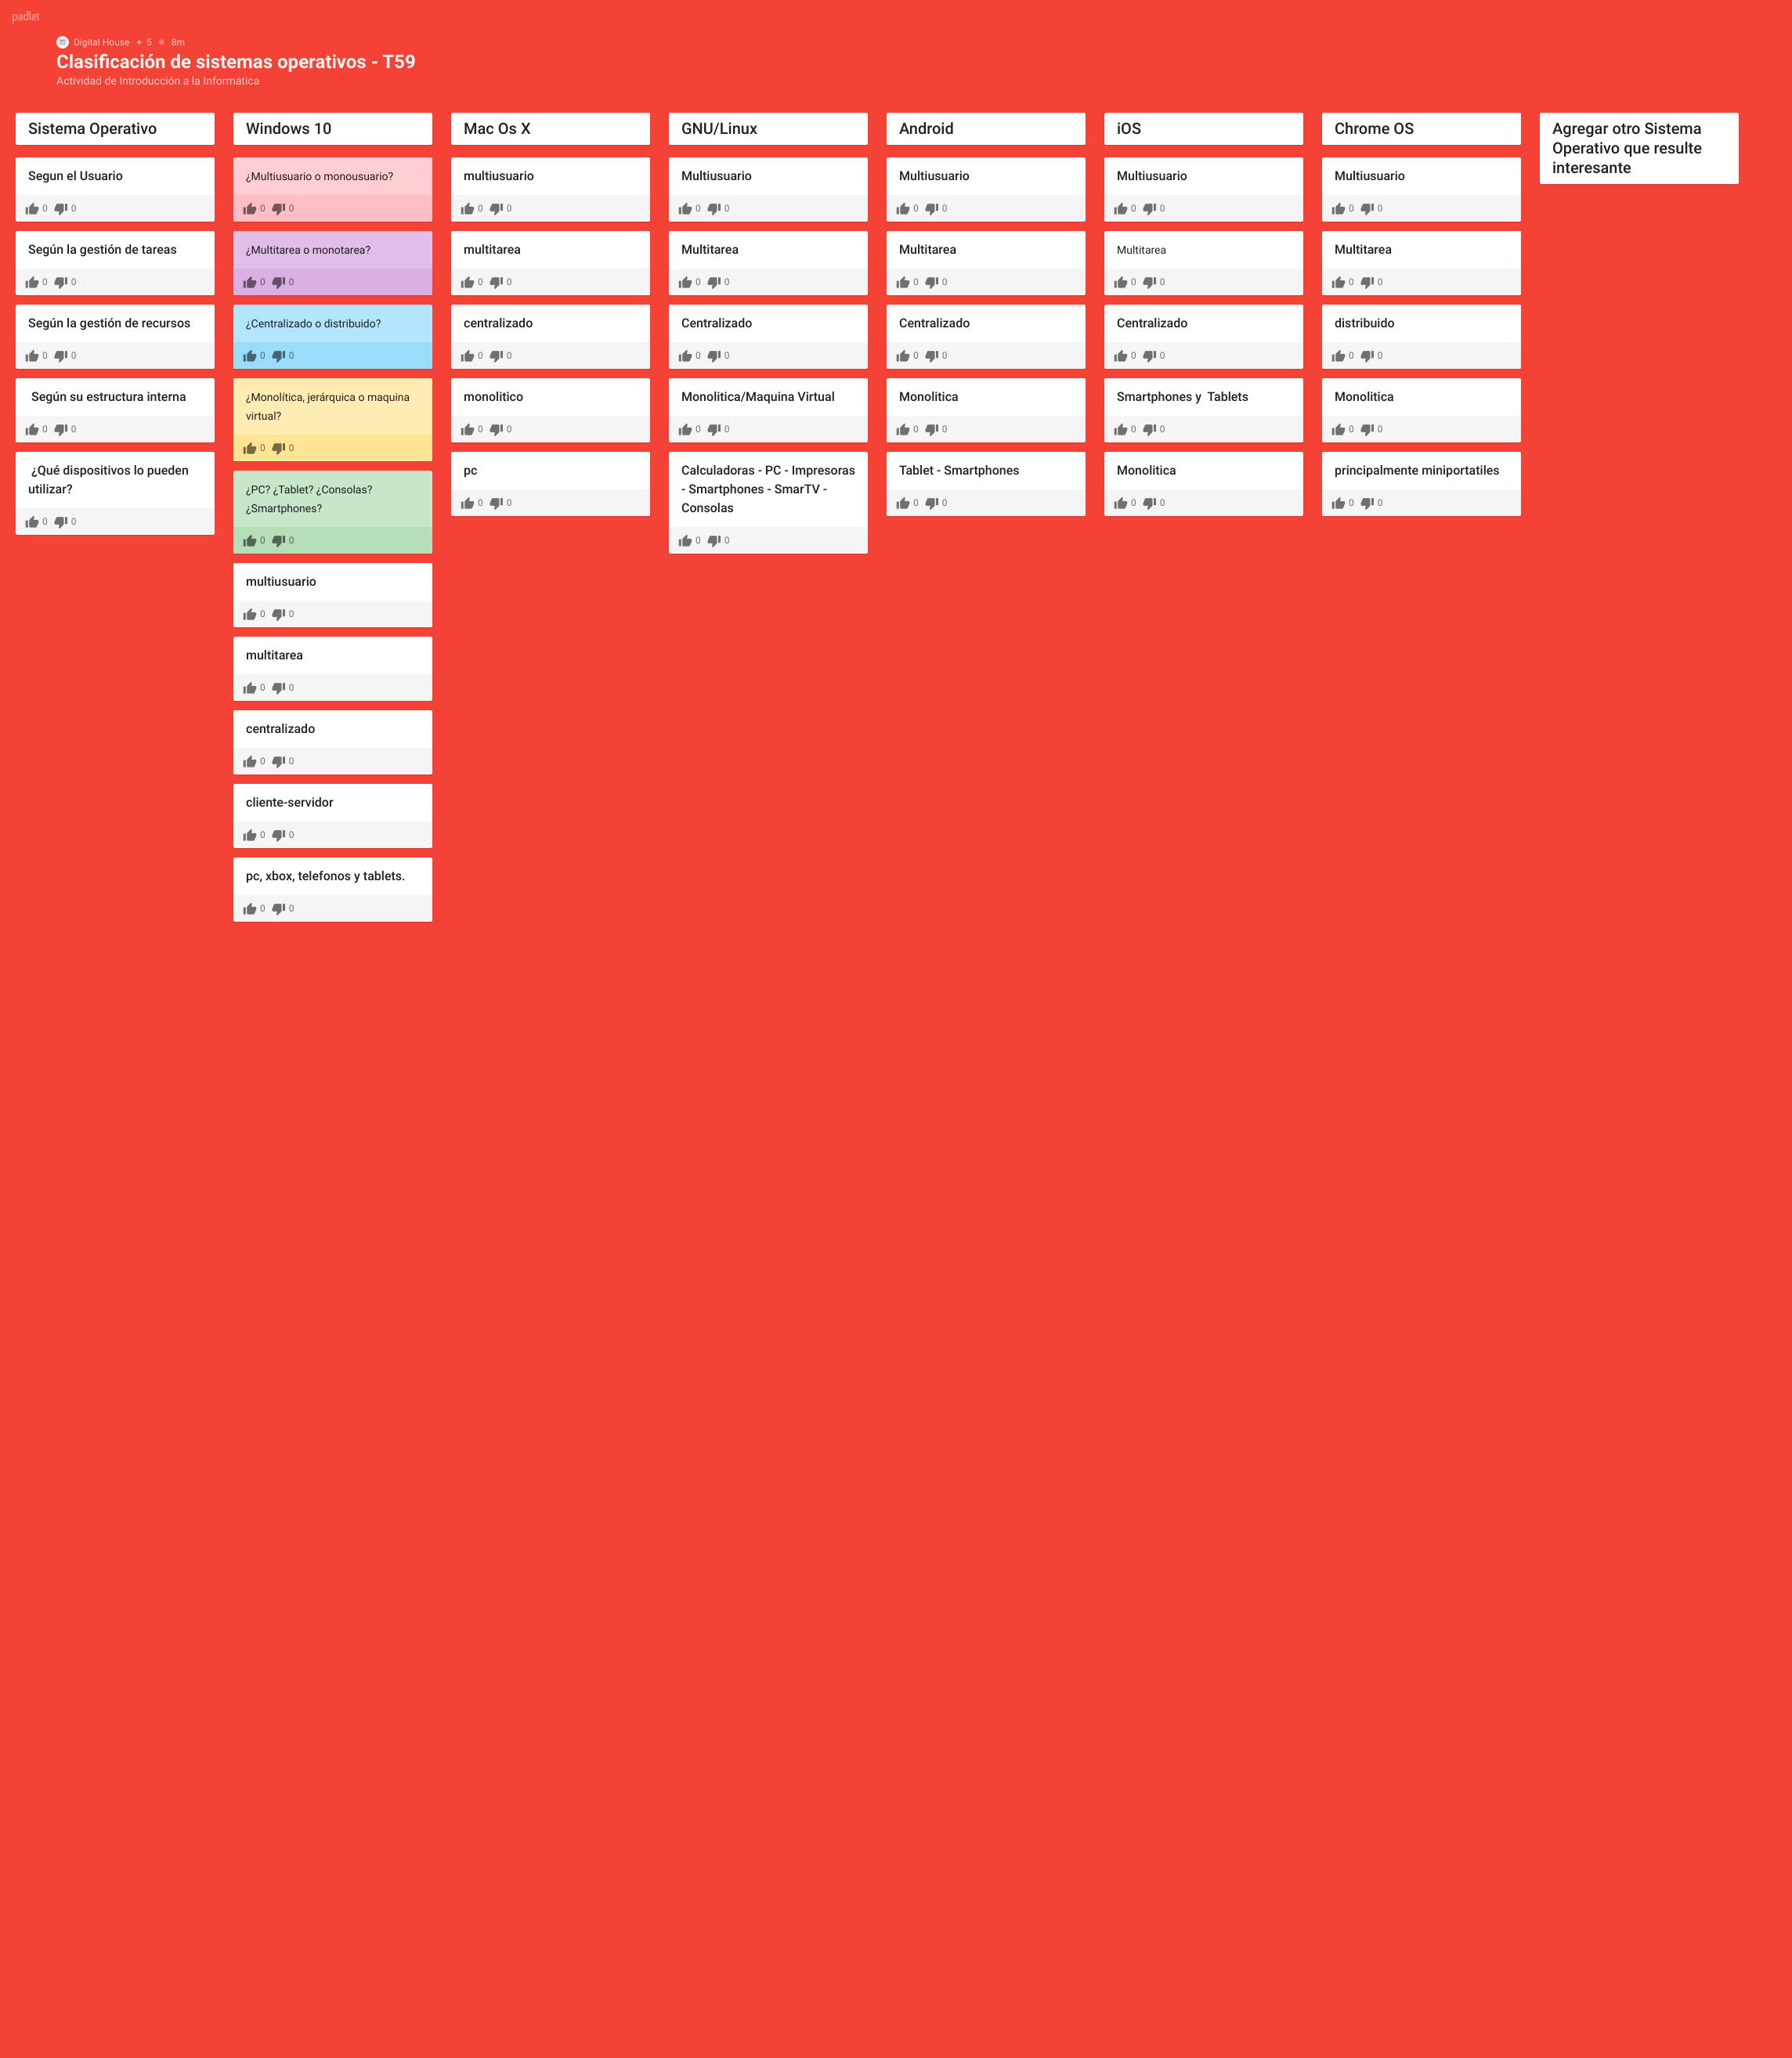 padlet
Digital House + 5 8m
Clasificación de sistemas operativos - T59
Actividad de Introducción a la Informática
Sistema Operativo
Segun el Usuario
0 0
Según la gestión de tareas
0 0
Según la gestión de recursos
0 0
Según su estructura interna
0 0
¿Qué dispositivos lo pueden
utilizar?
0 0
Windows 10
¿Multiusuario o monousuario?
0 0
¿Multitarea o monotarea?
0 0
¿Centralizado o distribuido?
0 0
¿Monolítica, jerárquica o maquina
virtual?
0 0
¿PC? ¿Tablet? ¿Consolas?
¿Smartphones?
0 0
multiusuario
0 0
multitarea
0 0
centralizado
0 0
cliente-servidor
0 0
pc, xbox, telefonos y tablets.
0 0
Mac Os X
multiusuario
0 0
multitarea
0 0
centralizado
0 0
monolitico
0 0
pc
0 0
GNU/Linux
Multiusuario
0 0
Multitarea
0 0
Centralizado
0 0
Monolitica/Maquina Virtual
0 0
Calculadoras - PC - Impresoras
- Smartphones - SmarTV -
Consolas
0 0
Android
Multiusuario
0 0
Multitarea
0 0
Centralizado
0 0
Monolitica
0 0
Tablet - Smartphones
0 0
iOS
Multiusuario
0 0
Multitarea
0 0
Centralizado
0 0
Smartphones y Tablets
0 0
Monolitica
0 0
Chrome OS
Multiusuario
0 0
Multitarea
0 0
distribuido
0 0
Monolitica
0 0
principalmente miniportatiles
0 0
Agregar otro Sistema
Operativo que resulte
interesante